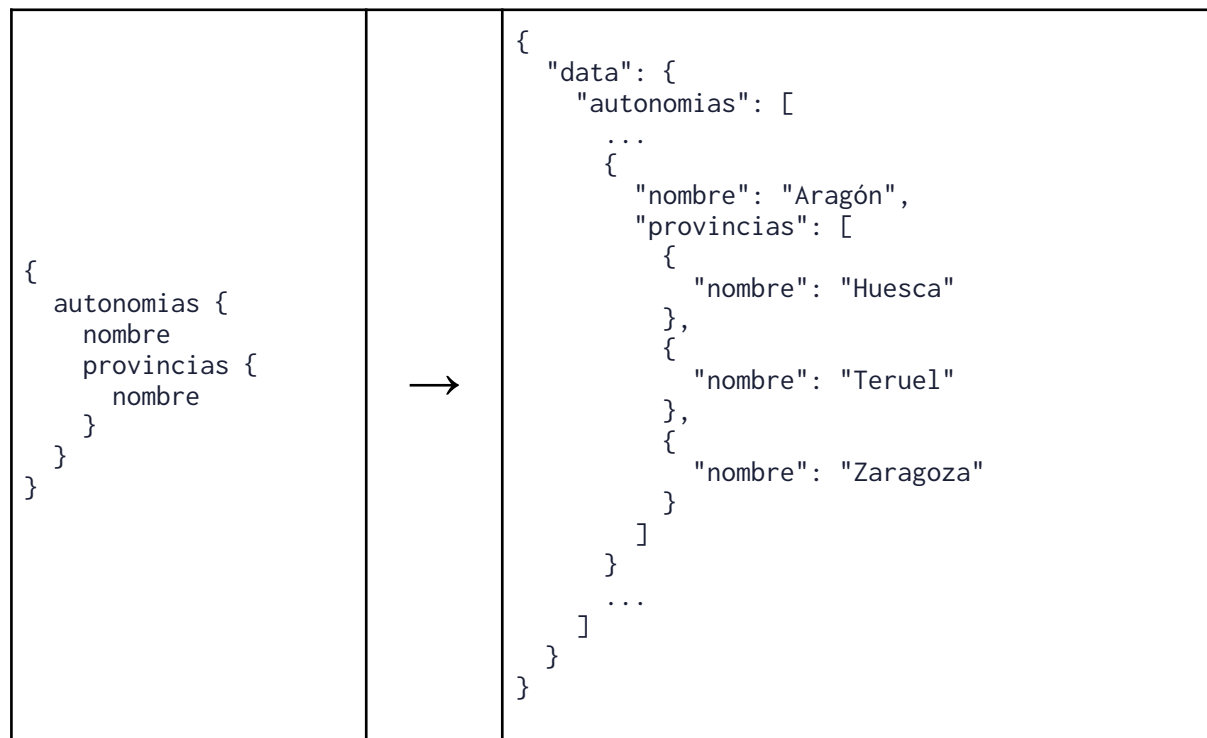 {
  autonomias {
    nombre
    provincias {
      nombre
    }
  }
}
→
{
  "data": {
    "autonomias": [
      ...
      {
        "nombre": "Aragón",
        "provincias": [
          {
            "nombre": "Huesca"
          },
          {
            "nombre": "Teruel"
          },
          {
            "nombre": "Zaragoza"
          }
        ]
      }
      ...
    ]
  }
}